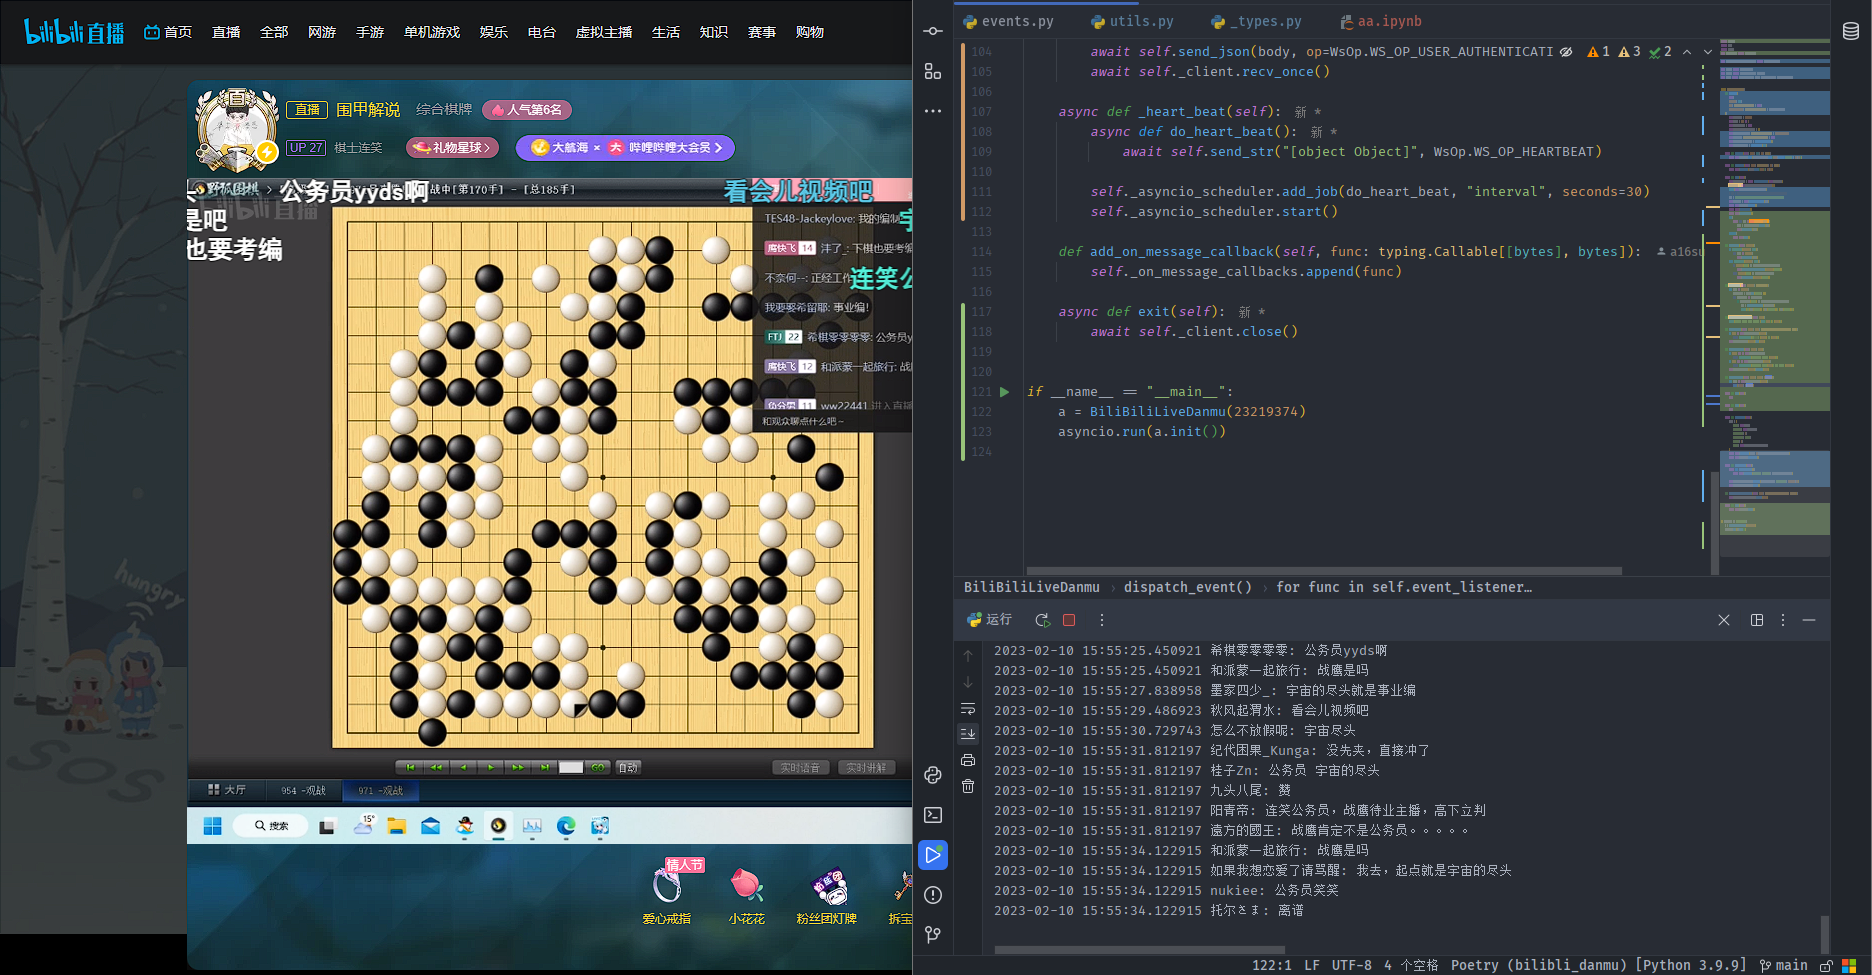 bilibili 直播 首页 直播 全部 网游 手游 单机游戏 娱乐 电台 虚拟主播 生活 知识 赛事 购物
直播 围甲解说 综合棋牌 人气第6名
UP 27 棋士连笑 礼物星球 > 大航海 × 大 哔哩哔哩大会员 >
战中[第170手] - [总185手]
公务员yyds啊
看会儿视频吧
是吧
也要考编
连笑公
TES48-Jackeylove: 我的编制
鹰快飞 14 沣了_: 下棋也要考编
不奈何--: 正经工作
我要娶希留耶: 事业编!
FTJ 22 希棋零零零零: 公务员y
鹰快飞 12 和派蒙一起旅行: 战
11 ww22441 进入直播
和观众聊点什么吧~
hungry
SOS
GO 自动 实时语音 实时讲解
大厅 954 -观战 971 -观战
搜索 15°
情人节
爱心戒指 小花花 粉丝团灯牌 拆宝
events.py utils.py _types.py aa.ipynb
104 await self.send_json(body, op=WsOp.WS_OP_USER_AUTHENTICATI 1 3 2
105 await self._client.recv_once()
106
107 async def _heart_beat(self): 新 *
108 async def do_heart_beat(): 新 *
109 await self.send_str("[object Object]", WsOp.WS_OP_HEARTBEAT)
110
111 self._asyncio_scheduler.add_job(do_heart_beat, "interval", seconds=30)
112 self._asyncio_scheduler.start()
113
114 def add_on_message_callback(self, func: typing.Callable[[bytes], bytes]): a16su
115 self._on_message_callbacks.append(func)
116
117 async def exit(self): 新 *
118 await self._client.close()
119
120
121 if __name__ == "__main__":
122 a = BiliBiliLiveDanmu(23219374)
123 asyncio.run(a.init())
124
BiliBiliLiveDanmu › dispatch_event() › for func in self.event_listener…
运行
2023-02-10 15:55:25.450921 希棋零零零零: 公务员yyds啊
2023-02-10 15:55:25.450921 和派蒙一起旅行: 战鹰是吗
2023-02-10 15:55:27.838958 墨家四少_: 宇宙的尽头就是事业编
2023-02-10 15:55:29.486923 秋风起渭水: 看会儿视频吧
2023-02-10 15:55:30.729743 怎么不放假呢: 宇宙尽头
2023-02-10 15:55:31.812197 纪代困果_Kunga: 没先夹，直接冲了
2023-02-10 15:55:31.812197 桂子Zn: 公务员 宇宙的尽头
2023-02-10 15:55:31.812197 九头八尾: 赞
2023-02-10 15:55:31.812197 阳青帝: 连笑公务员，战鹰待业主播，高下立判
2023-02-10 15:55:31.812197 遠方的國王: 战鹰肯定不是公务员。。。。。
2023-02-10 15:55:34.122915 和派蒙一起旅行: 战鹰是吗
2023-02-10 15:55:34.122915 如果我想恋爱了请骂醒: 我去，起点就是宇宙的尽头
2023-02-10 15:55:34.122915 nukiee: 公务员笑笑
2023-02-10 15:55:34.122915 托尔さま: 离谱
122:1 LF UTF-8 4 个空格 Poetry (bilibli_danmu) [Python 3.9.9] main